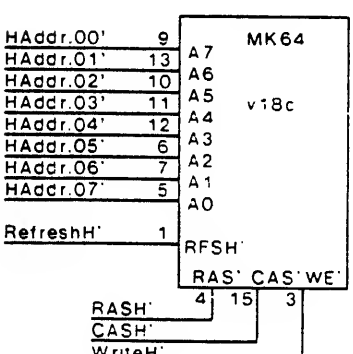 HAddr.00' 9 A7 MK64
HAddr.01' 13 A6
HAddr.02' 10 A5
HAddr.03' 11 A4 v18c
HAddr.04' 12 A3
HAddr.05' 6 A2
HAddr.06' 7 A1
HAddr.07' 5 A0
RefreshH' 1 RFSH'
RAS' CAS' WE'
4 15 3
RASH'
CASH'
WriteH'